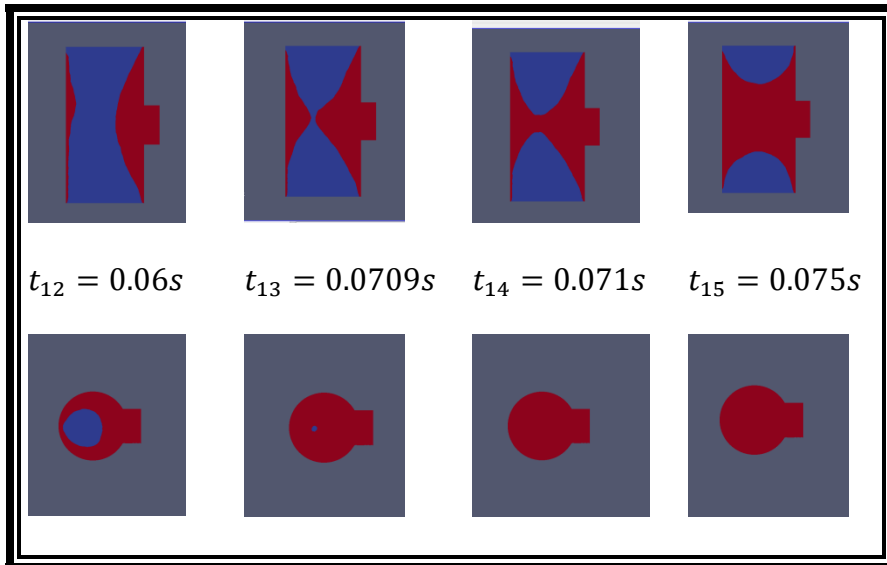 t₁₂ = 0.06s t₁₃ = 0.0709s t₁₄ = 0.071s t₁₅ = 0.075s